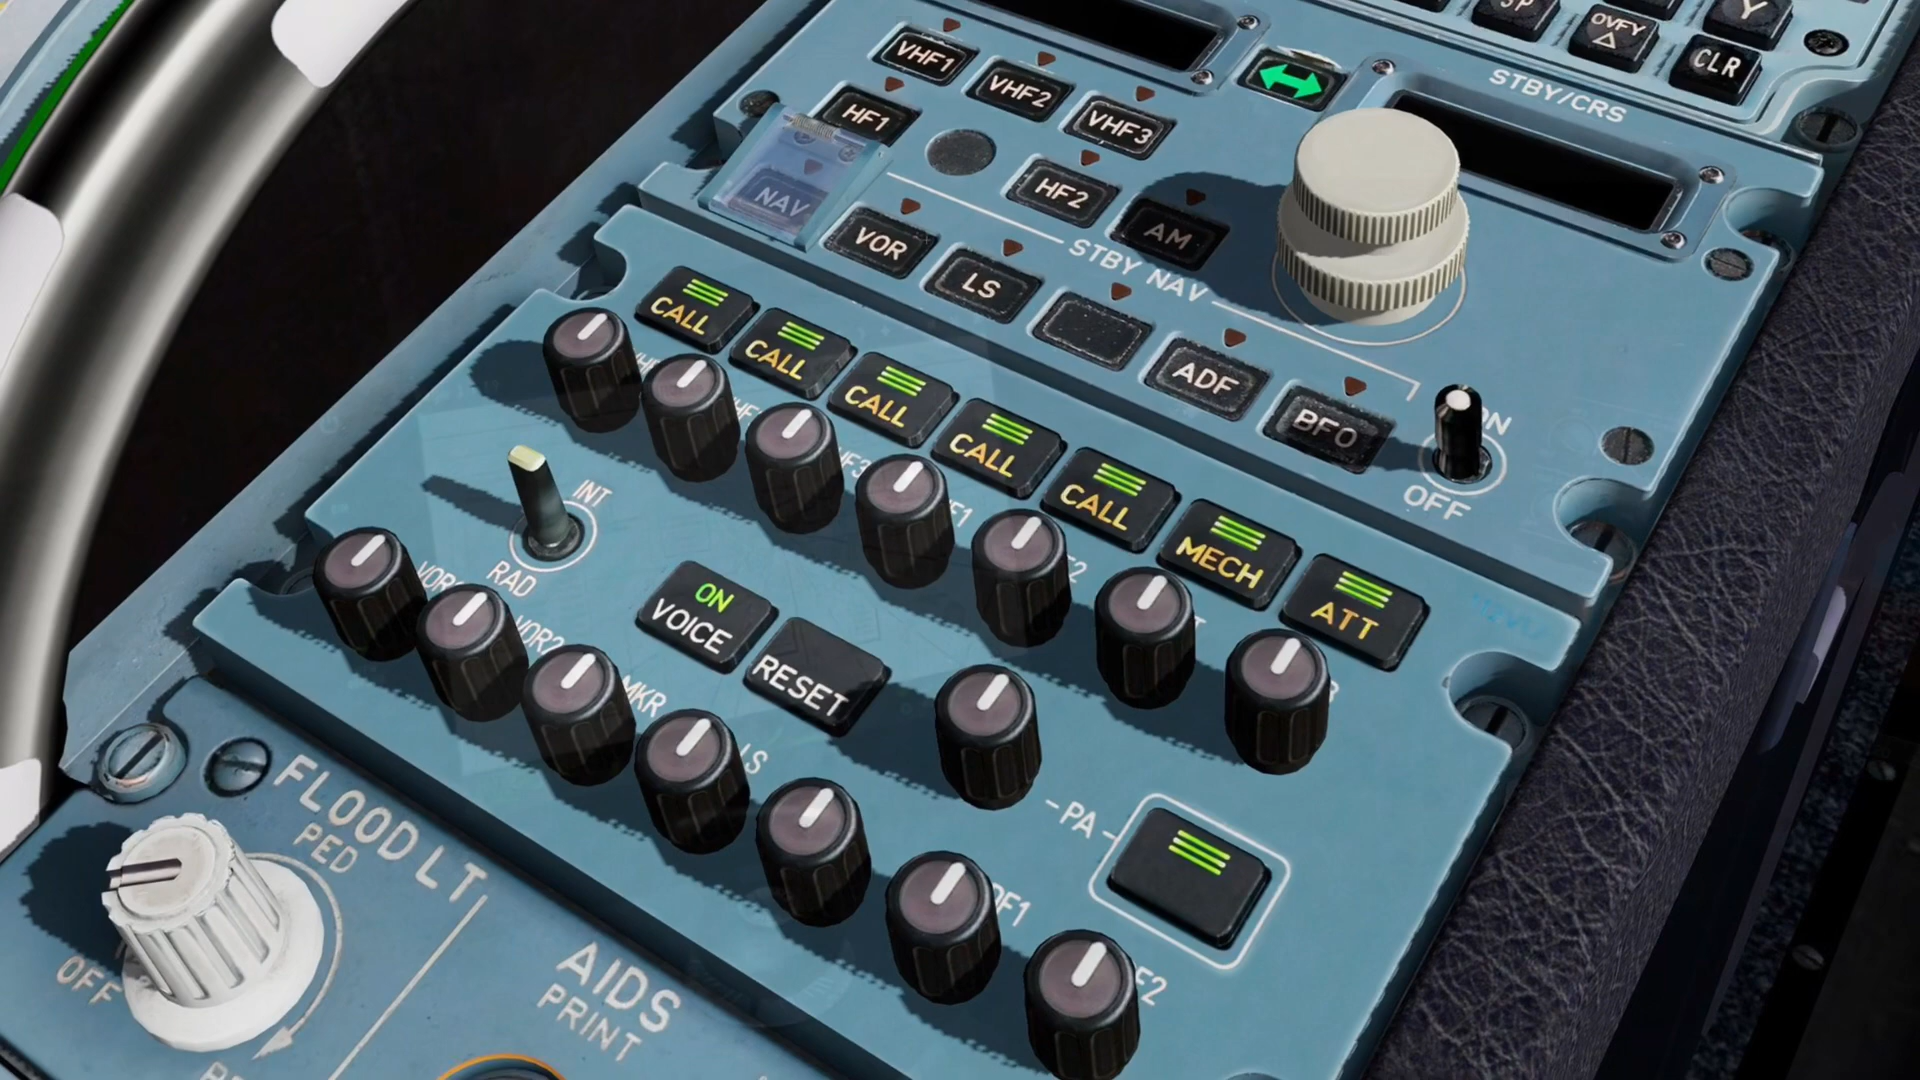 SP
OVFY
Y
CLR
STBY/CRS
VHF1
VHF2
VHF3
HF1
HF2
AM
NAV
STBY NAV
VOR
LS
ADF
BFO
ON
OFF
CALL
CALL
CALL
CALL
CALL
MECH
ATT
INT
RAD
VOR2
MKR
LS
ON
VOICE
RESET
PA
FLOOD LT
PED
OFF
AIDS
PRINT